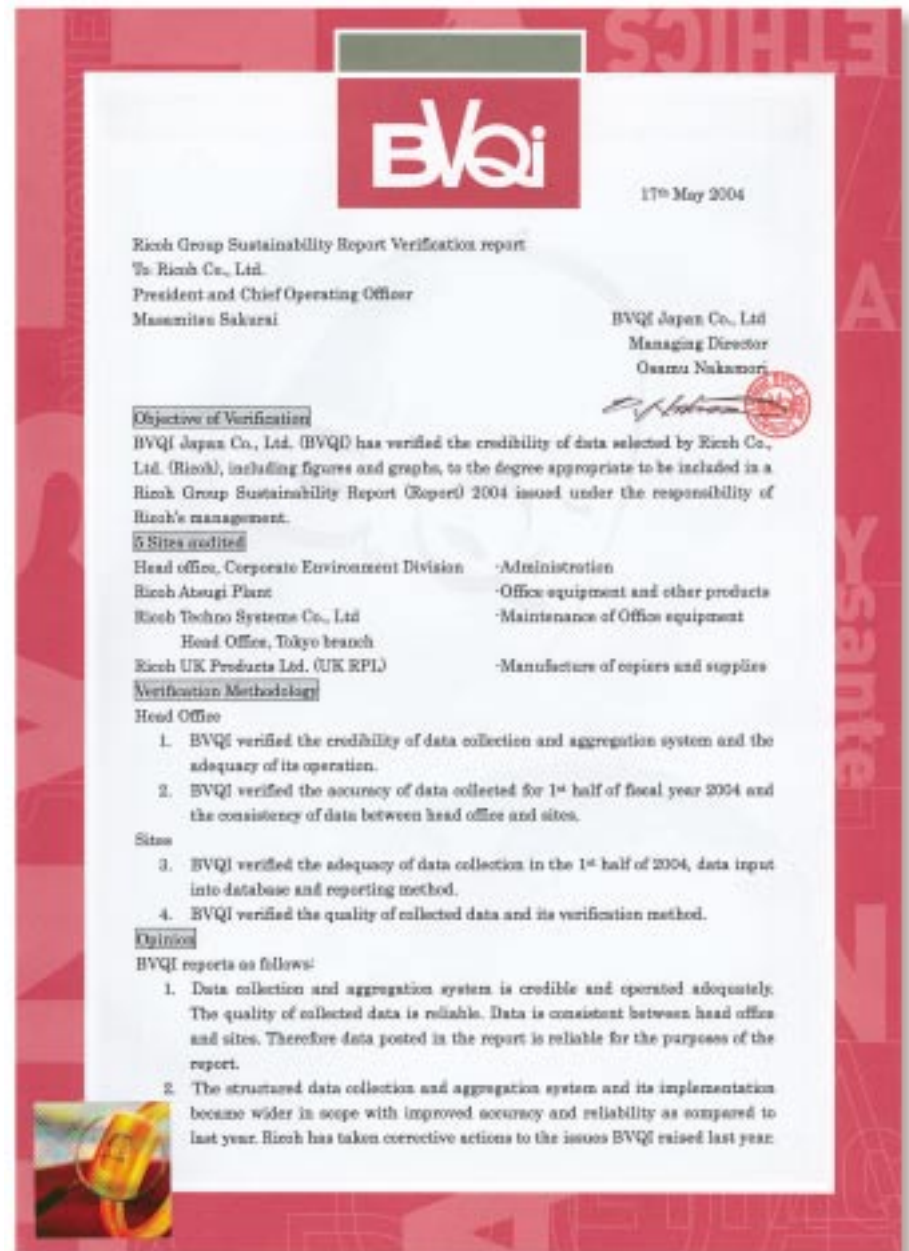 ETHICS
BVQi
17th May 2004
Ricoh Group Sustainability Report Verification report
To: Ricoh Co., Ltd.
President and Chief Operating Officer
Masamitsu Sakurai
BVQI Japan Co., Ltd
Managing Director
Osamu Nakamori
Objective of Verification
BVQI Japan Co., Ltd. (BVQI) has verified the credibility of data selected by Ricoh Co.,
Ltd. (Ricoh), including figures and graphs, to the degree appropriate to be included in a
Ricoh Group Sustainability Report (Report) 2004 issued under the responsibility of
Ricoh's management.
5 Sites audited
Head office, Corporate Environment Division -Administration
Ricoh Atsugi Plant -Office equipment and other products
Ricoh Techno Systems Co., Ltd -Maintenance of Office equipment
Head Office, Tokyo branch
Ricoh UK Products Ltd. (UK RPL) -Manufacture of copiers and supplies
Verification Methodology
Head Office
1. BVQI verified the credibility of data collection and aggregation system and the
adequacy of its operation.
2. BVQI verified the accuracy of data collected for 1st half of fiscal year 2004 and
the consistency of data between head office and sites.
Sites
3. BVQI verified the adequacy of data collection in the 1st half of 2004, data input
into database and reporting method.
4. BVQI verified the quality of collected data and its verification method.
Opinion
BVQI reports as follows:
1. Data collection and aggregation system is credible and operated adequately.
The quality of collected data is reliable. Data is consistent between head office
and sites. Therefore data posted in the report is reliable for the purposes of the
report.
2. The structured data collection and aggregation system and its implementation
became wider in scope with improved accuracy and reliability as compared to
last year. Ricoh has taken corrective actions to the issues BVQI raised last year.